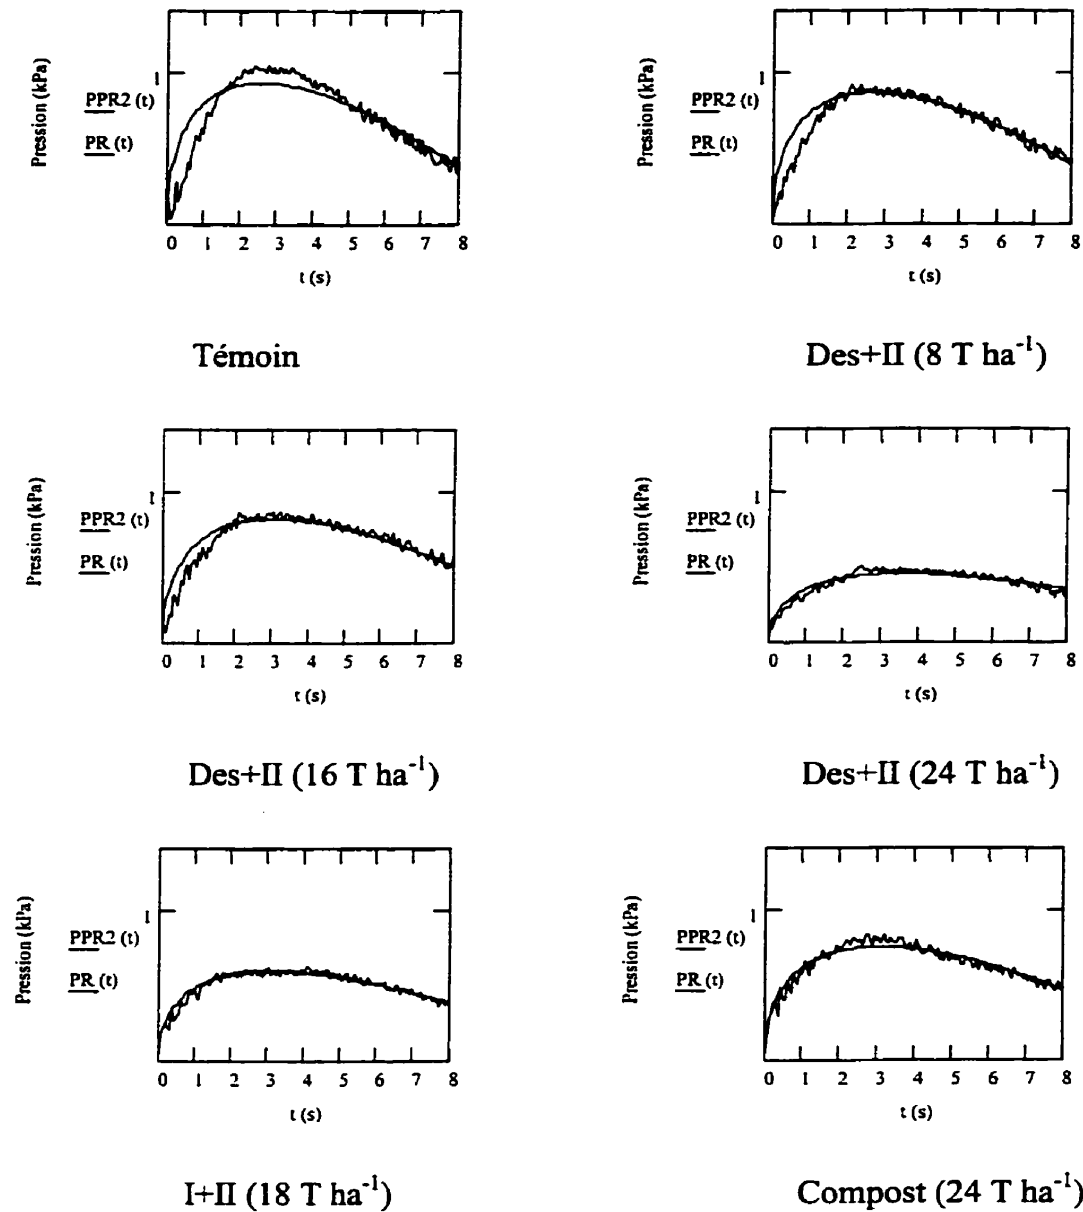 Pression (kPa)
1
PPR2 (t)
PR (t)
0 1 2 3 4 5 6 7 8
t (s)
Témoin
Pression (kPa)
1
PPR2 (t)
PR (t)
0 1 2 3 4 5 6 7 8
t (s)
Des+II (8 T ha⁻¹)
Pression (kPa)
1
PPR2 (t)
PR (t)
0 1 2 3 4 5 6 7 8
t (s)
Des+II (16 T ha⁻¹)
Pression (kPa)
1
PPR2 (t)
PR (t)
0 1 2 3 4 5 6 7 8
t (s)
Des+II (24 T ha⁻¹)
Pression (kPa)
1
PPR2 (t)
PR (t)
0 1 2 3 4 5 6 7 8
t (s)
I+II (18 T ha⁻¹)
Pression (kPa)
1
PPR2 (t)
PR (t)
0 1 2 3 4 5 6 7 8
t (s)
Compost (24 T ha⁻¹)